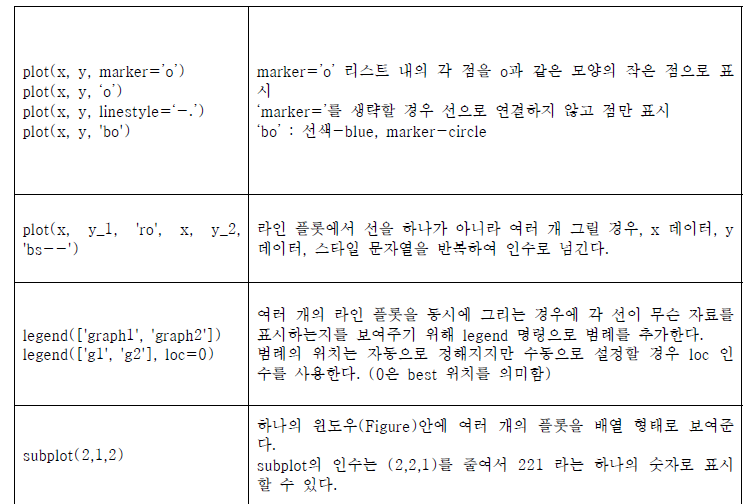 plot(x, y, marker='o')
plot(x, y, 'o')
plot(x, y, linestyle='-.')
plot(x, y, 'bo')
marker='o' 리스트 내의 각 점을 o과 같은 모양의 작은 점으로 표
시
'marker='를 생략할 경우 선으로 연결하지 않고 점만 표시
'bo' : 선색-blue, marker-circle
plot(x, y_1, 'ro', x, y_2,
'bs--')
라인 플롯에서 선을 하나가 아니라 여러 개 그릴 경우, x 데이터, y
데이터, 스타일 문자열을 반복하여 인수로 넘긴다.
legend(['graph1', 'graph2'])
legend(['g1', 'g2'], loc=0)
여러 개의 라인 플롯을 동시에 그리는 경우에 각 선이 무슨 자료를
표시하는지를 보여주기 위해 legend 명령으로 범례를 추가한다.
범례의 위치는 자동으로 정해지지만 수동으로 설정할 경우 loc 인
수를 사용한다. (0은 best 위치를 의미함)
subplot(2,1,2)
하나의 윈도우(Figure)안에 여러 개의 플롯을 배열 형태로 보여준
다.
subplot의 인수는 (2,2,1)를 줄여서 221 라는 하나의 숫자로 표시
할 수 있다.